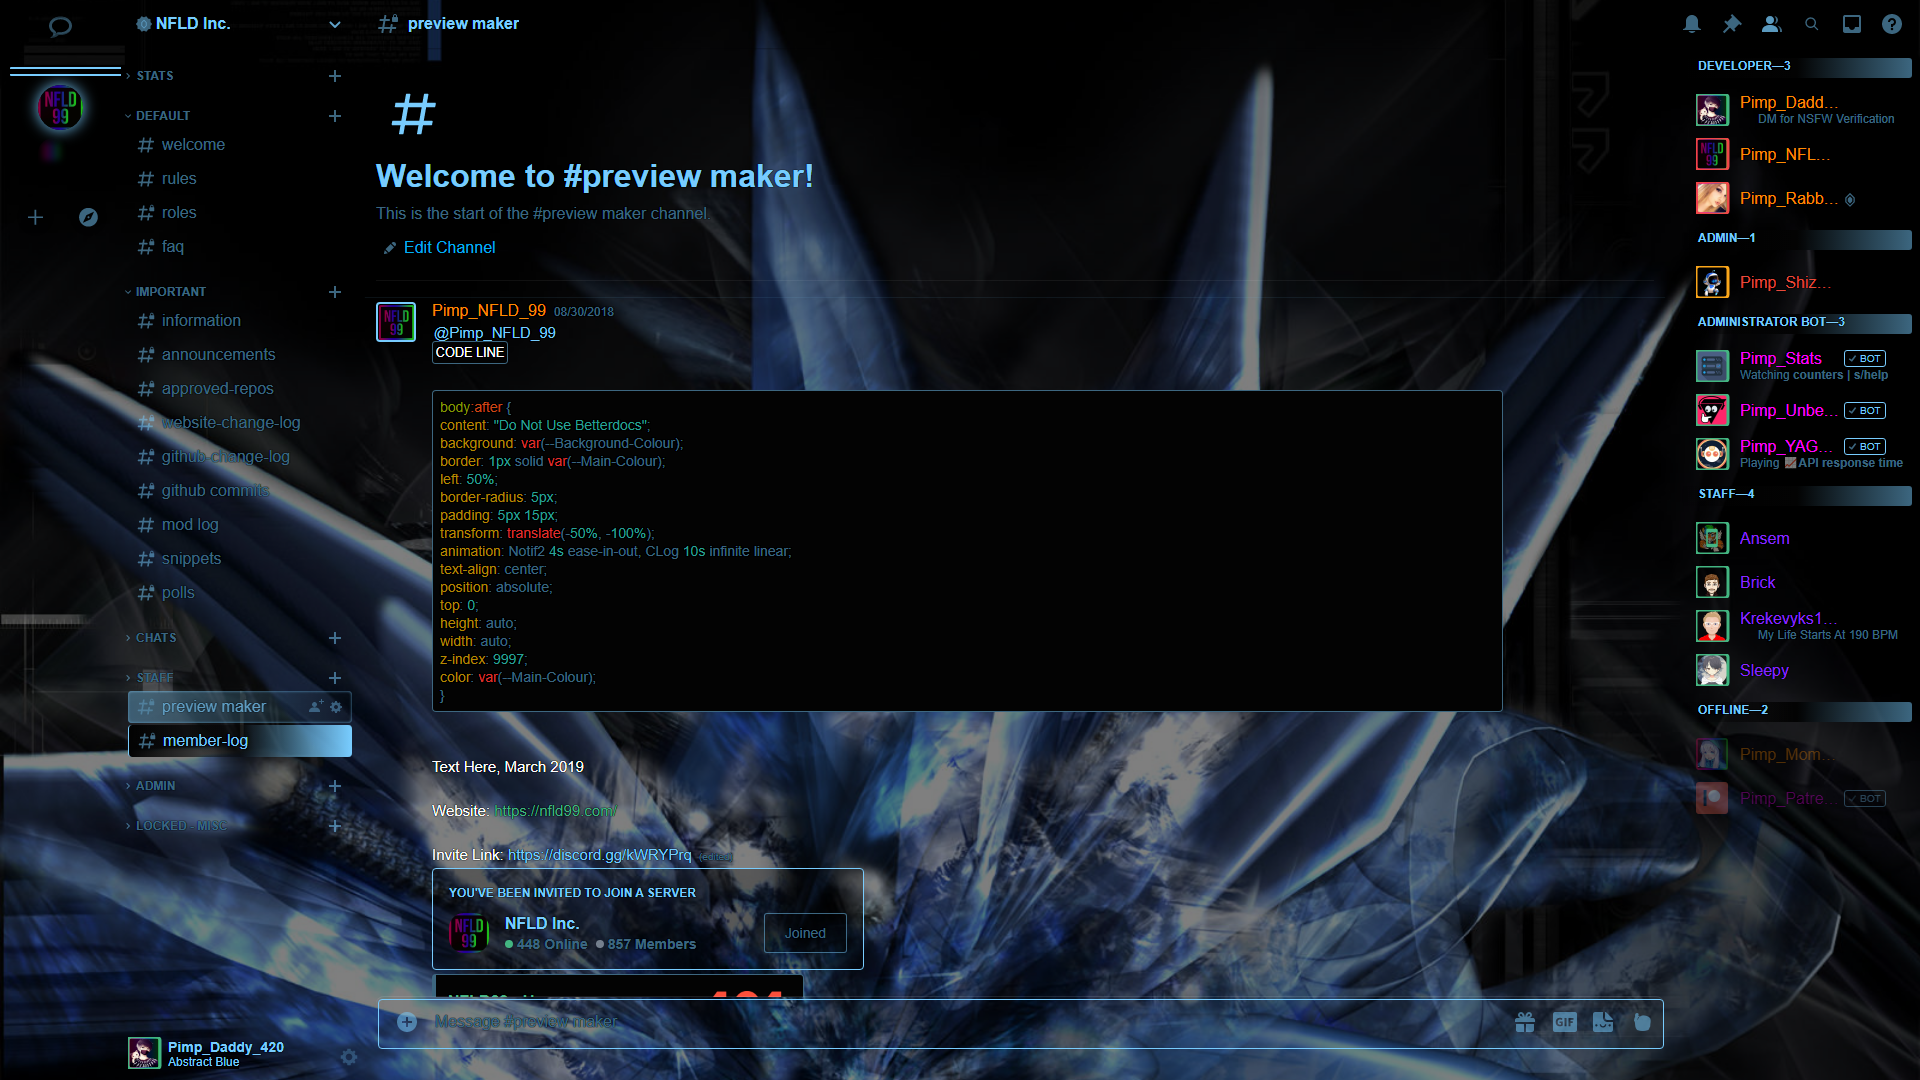 NFLD Inc.
preview maker
NFLD
99
STATS
DEFAULT
welcome
rules
roles
faq
IMPORTANT
information
announcements
approved-repos
website-change-log
github-change-log
github commits
mod log
snippets
polls
CHATS
STAFF
preview maker
member-log
ADMIN
LOCKED - MISC
Pimp_Daddy_420
Abstract Blue
#
Welcome to #preview maker!
This is the start of the #preview maker channel.
Edit Channel
NFLD
99
Pimp_NFLD_99 08/30/2018
@Pimp_NFLD_99
CODE LINE
body:after {
content: "Do Not Use Betterdocs";
background: var(--Background-Colour);
border: 1px solid var(--Main-Colour);
left: 50%;
border-radius: 5px;
padding: 5px 15px;
transform: translate(-50%, -100%);
animation: Notif2 4s ease-in-out, CLog 10s infinite linear;
text-align: center;
position: absolute;
top: 0;
height: auto;
width: auto;
z-index: 9997;
color: var(--Main-Colour);
}
Text Here, March 2019
Website: https://nfld99.com/
Invite Link: https://discord.gg/kWRYPrq (edited)
YOU'VE BEEN INVITED TO JOIN A SERVER
NFLD
99
NFLD Inc.
448 Online 857 Members
Joined
Message #preview maker
GIF
DEVELOPER—3
Pimp_Dadd...
DM for NSFW Verification
NFLD
99
Pimp_NFL...
Pimp_Rabb...
ADMIN—1
Pimp_Shiz...
ADMINISTRATOR BOT—3
Pimp_Stats ✓ BOT
Watching counters | s/help
Pimp_Unbe... ✓ BOT
Pimp_YAG... ✓ BOT
Playing 📈API response time
STAFF—4
Ansem
Brick
Krekevyks1...
My Life Starts At 190 BPM
Sleepy
OFFLINE—2
Pimp_Mom...
Pimp_Patre... ✓ BOT